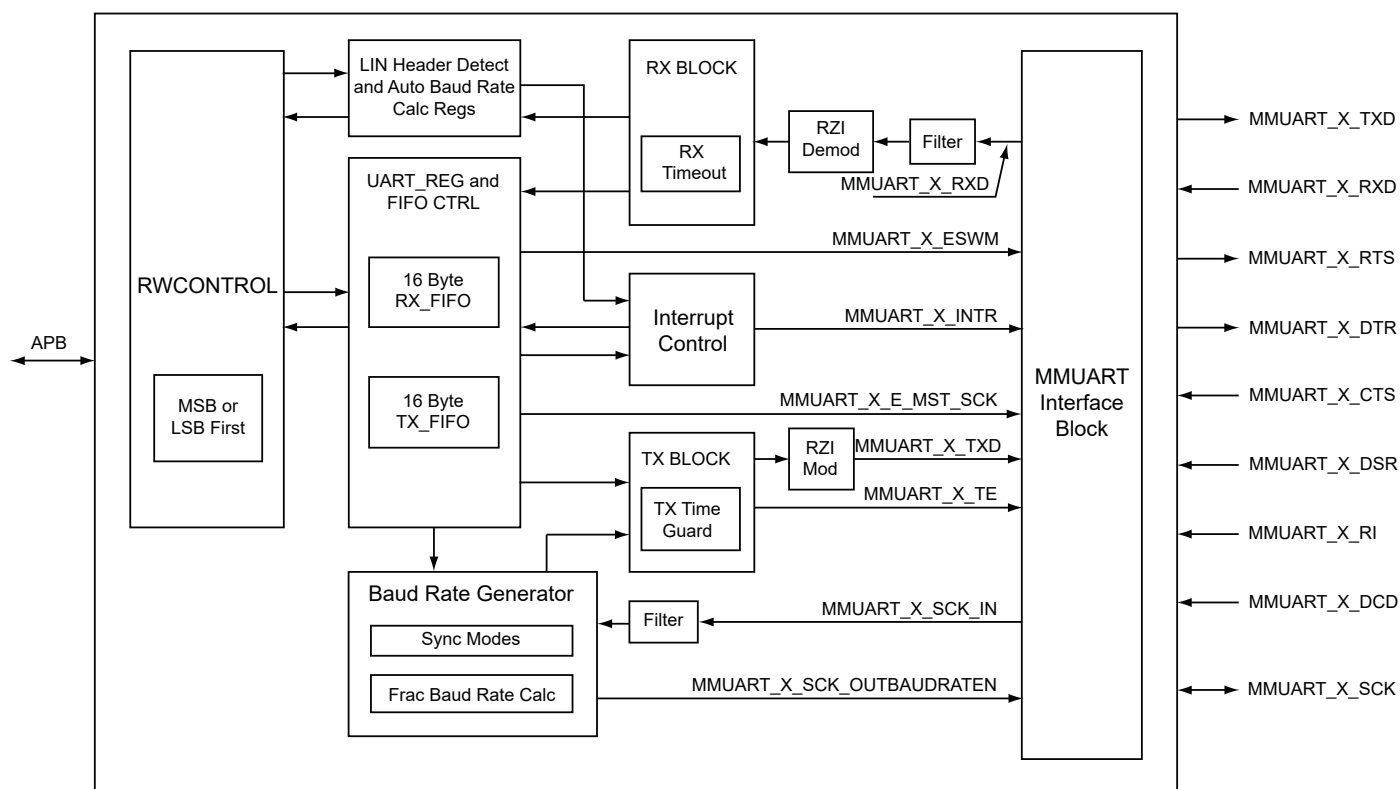 APB
RWCONTROL
MSB or
LSB First
LIN Header Detect
and Auto Baud Rate
Calc Regs
UART_REG and
FIFO CTRL
16 Byte
RX_FIFO
16 Byte
TX_FIFO
Baud Rate Generator
Sync Modes
Frac Baud Rate Calc
RX BLOCK
RX
Timeout
RZI
Demod
Filter
MMUART_X_RXD
MMUART_X_ESWM
Interrupt
Control
MMUART_X_INTR
MMUART_X_E_MST_SCK
TX BLOCK
TX Time
Guard
RZI
Mod
MMUART_X_TXD
MMUART_X_TE
Filter
MMUART_X_SCK_IN
MMUART_X_SCK_OUTBAUDRATEN
MMUART
Interface
Block
MMUART_X_TXD
MMUART_X_RXD
MMUART_X_RTS
MMUART_X_DTR
MMUART_X_CTS
MMUART_X_DSR
MMUART_X_RI
MMUART_X_DCD
MMUART_X_SCK